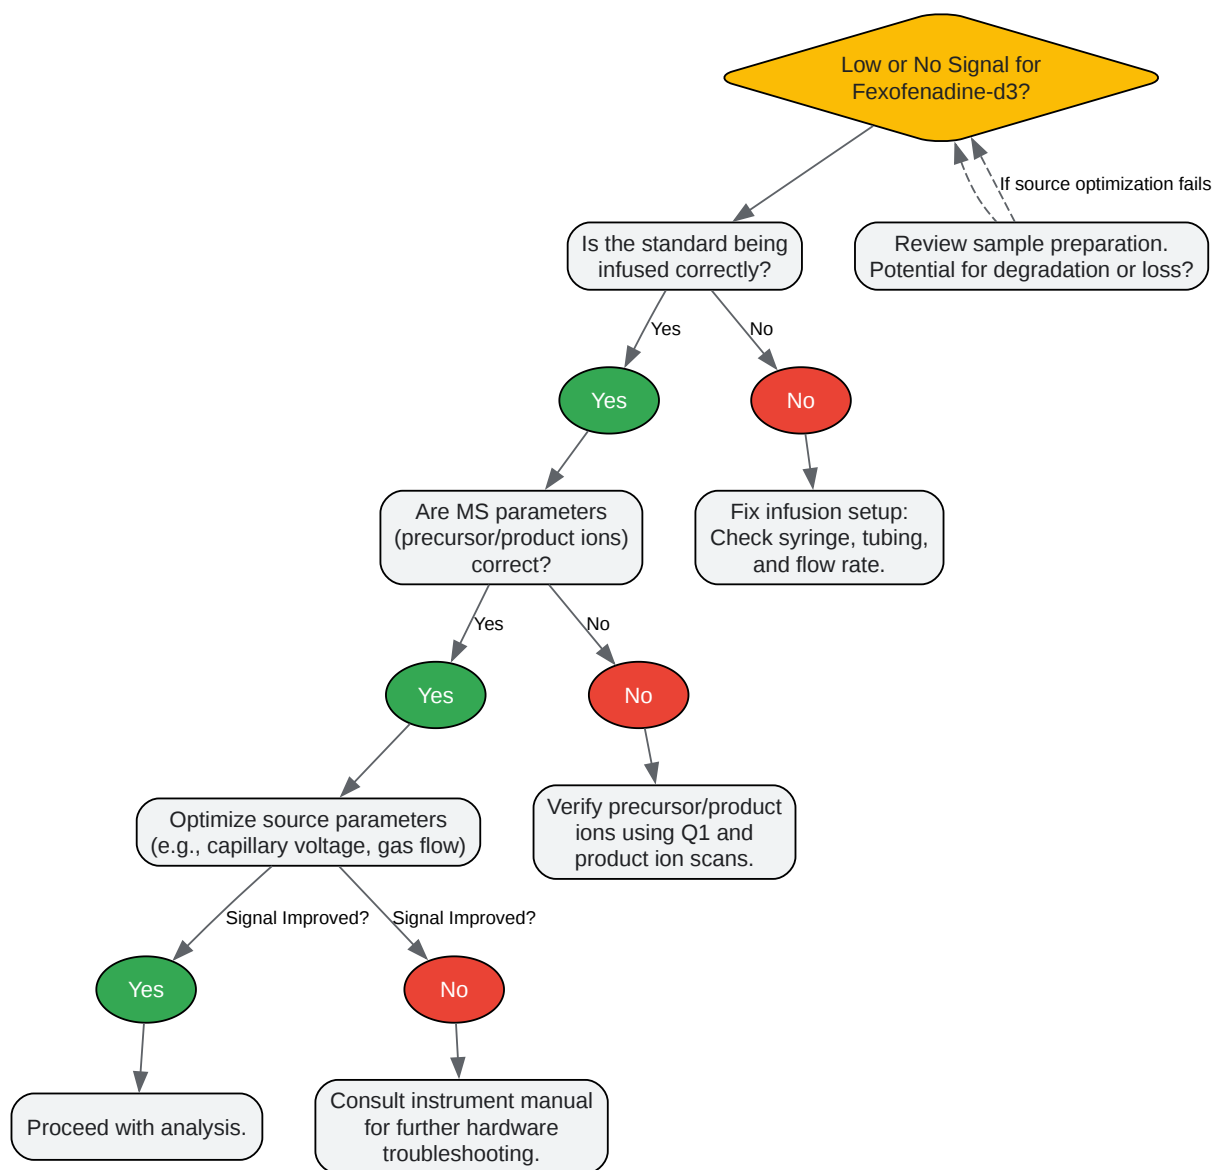 Low or No Signal for
Fexofenadine-d3?
If source optimization fails
Is the standard being
infused correctly?
Review sample preparation.
Potential for degradation or loss?
Yes
No
Yes
No
Are MS parameters
(precursor/product ions)
correct?
Fix infusion setup:
Check syringe, tubing,
and flow rate.
Yes
No
Yes
No
Optimize source parameters
(e.g., capillary voltage, gas flow)
Verify precursor/product
ions using Q1 and
product ion scans.
Signal Improved?
Signal Improved?
Yes
No
Proceed with analysis.
Consult instrument manual
for further hardware
troubleshooting.